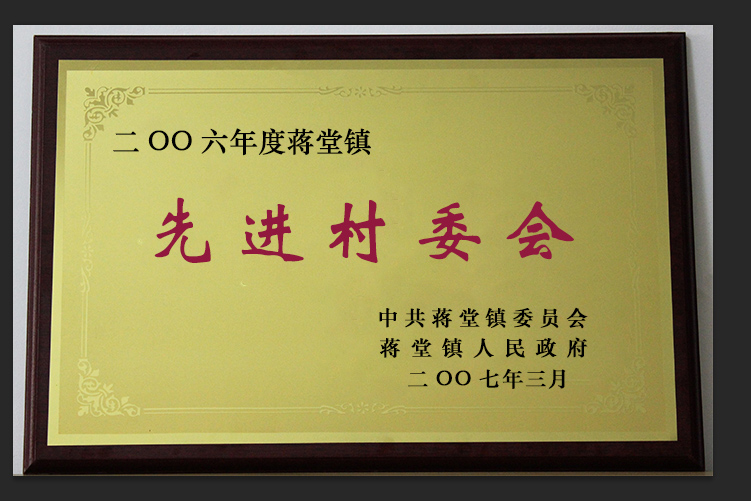 二OO六年度蒋堂镇
先进村委会
中共蒋堂镇委员会
蒋堂镇人民政府
二OO七年三月